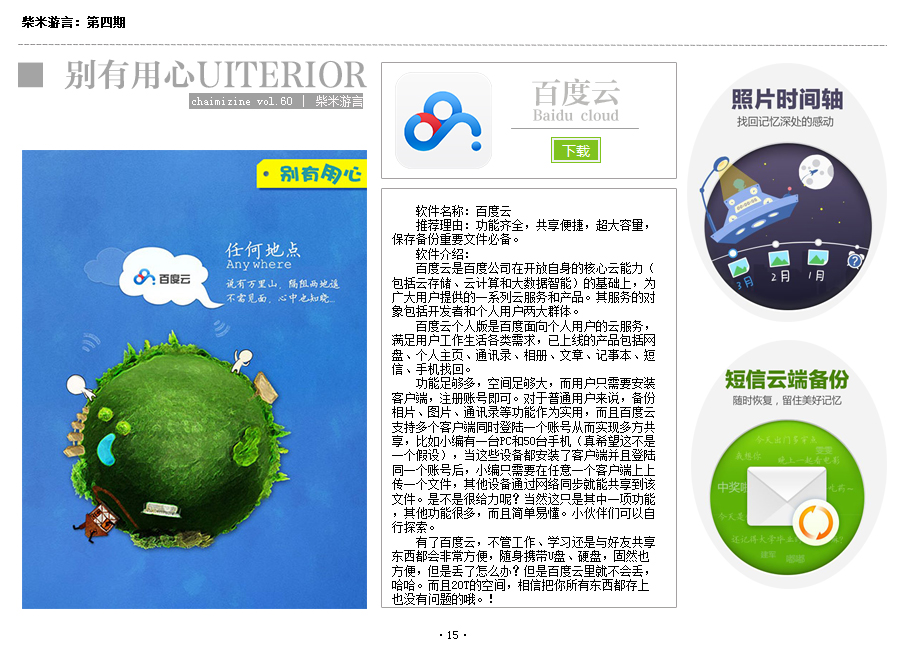 柴米游言：第四期
别有用心UITERIOR
chaimizine vol.60 | 柴米游言
• 别有用心
百度云
任何地点
Anywhere
说有万里山，隔阻两地遥
不需见面，心中也知晓...
百度云
Baidu cloud
下载
软件名称：百度云
推荐理由：功能齐全，共享便捷，超大容量，
保存备份重要文件必备。
软件介绍：
百度云是百度公司在开放自身的核心云能力（
包括云存储、云计算和大数据智能）的基础上，为
广大用户提供的一系列云服务和产品。其服务的对
象包括开发者和个人用户两大群体。
百度云个人版是百度面向个人用户的云服务，
满足用户工作生活各类需求，已上线的产品包括网
盘、个人主页、通讯录、相册、文章、记事本、短
信、手机找回。
功能足够多，空间足够大，而用户只需要安装
客户端，注册账号即可。对于普通用户来说，备份
相片、图片、通讯录等功能作为实用，而且百度云
支持多个客户端同时登陆一个账号从而实现多方共
享，比如小编有一台PC和50台手机（真希望这不是
一个假设），当这些设备都安装了客户端并且登陆
同一个账号后，小编只需要在任意一个客户端上上
传一个文件，其他设备通过网络同步就能共享到该
文件。是不是很给力呢？当然这只是其中一项功能
，其他功能很多，而且简单易懂。小伙伴们可以自
行探索。
有了百度云，不管工作、学习还是与好友共享
东西都会非常方便，随身携带U盘、硬盘，固然也
方便，但是丢了怎么办？但是百度云里就不会丢，
哈哈。而且20T的空间，相信把你所有东西都存上
也没有问题的哦。！
照片时间轴
找回记忆深处的感动
3月
2月
1月
短信云端备份
随时恢复，留住美好记忆
中奖啦
· 15 ·